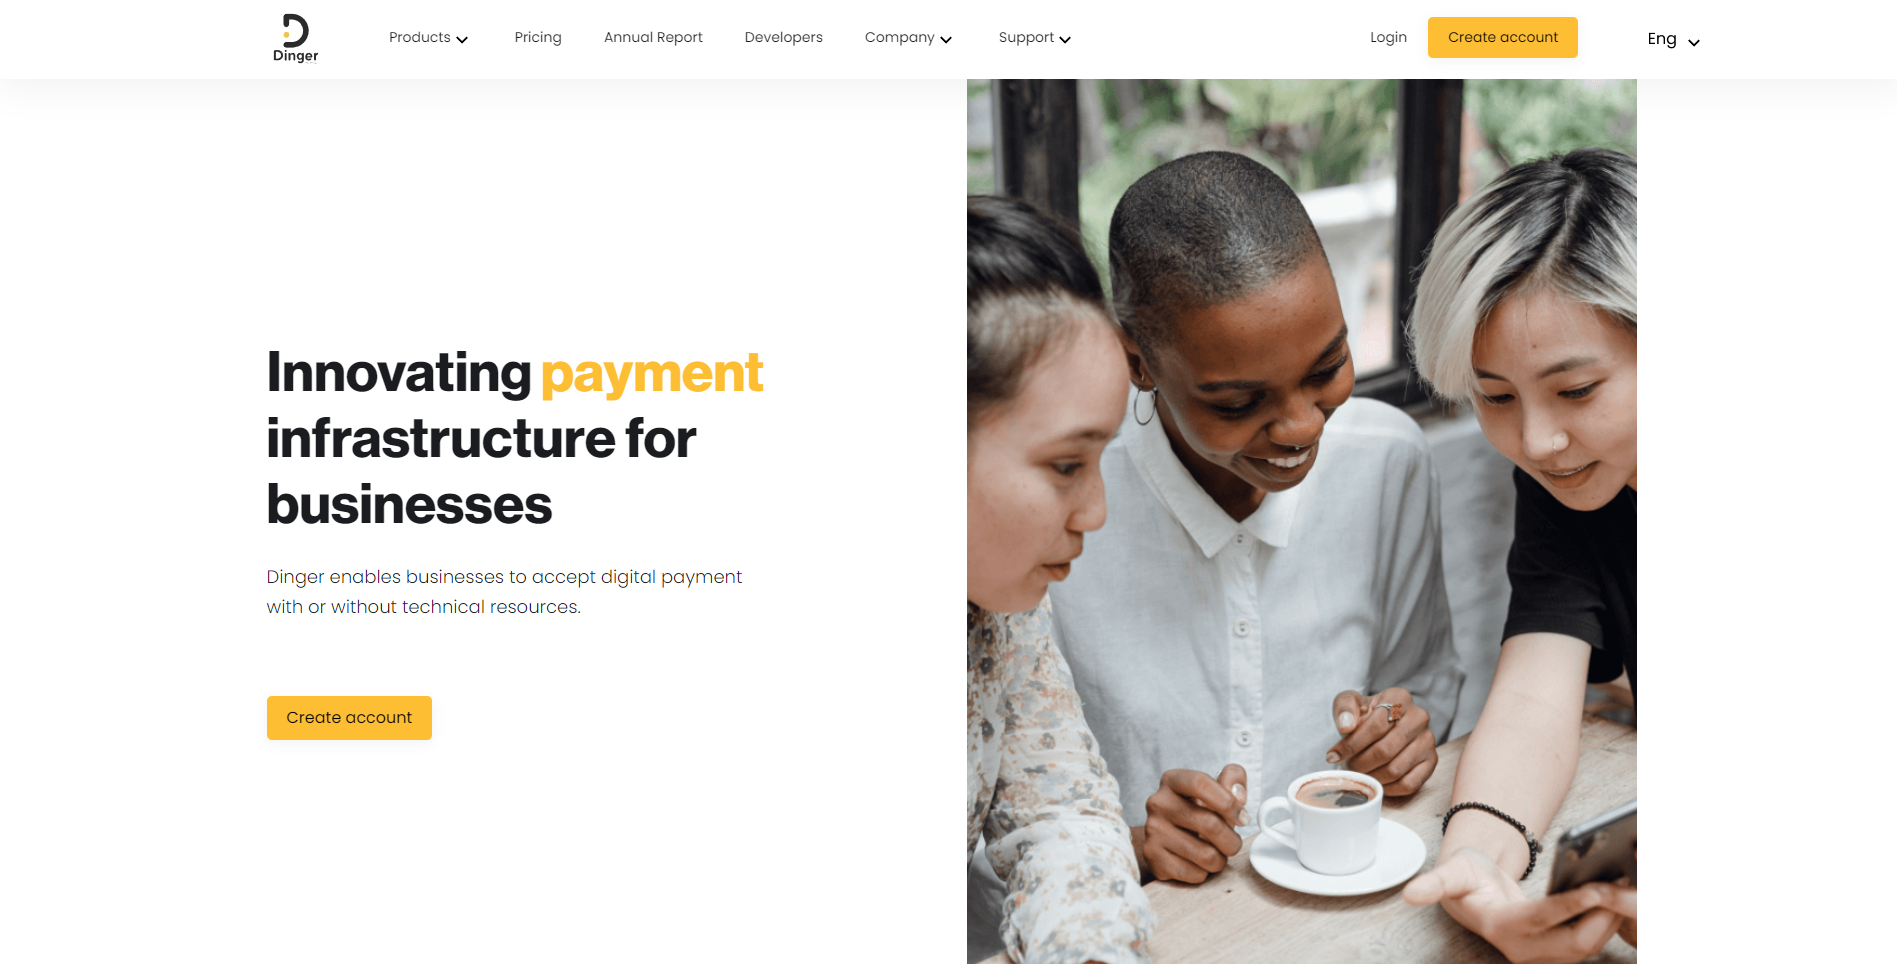 Dinger
Products
Pricing
Annual Report
Developers
Company
Support
Login
Create account
Eng
Innovating payment
infrastructure for
businesses
Dinger enables businesses to accept digital payment
with or without technical resources.
Create account